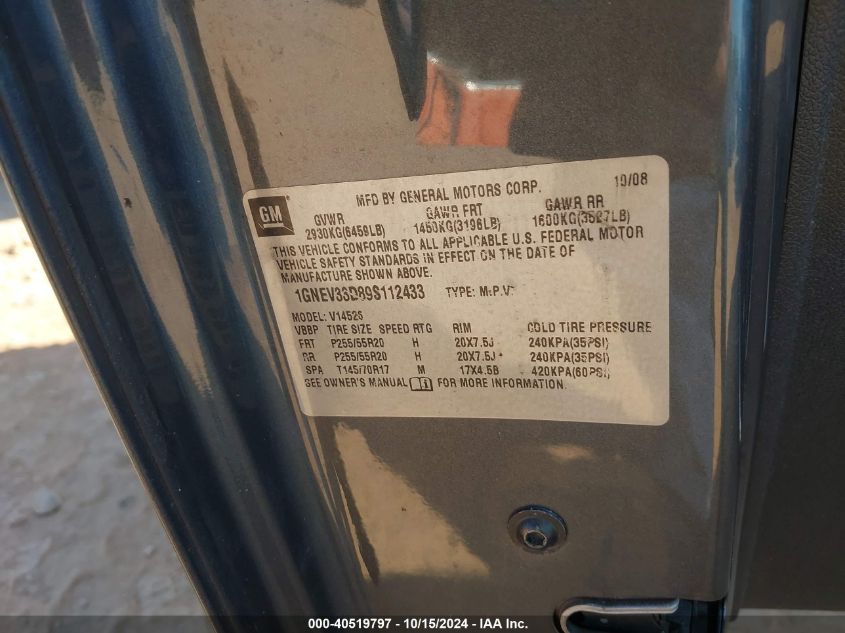 MFD BY GENERAL MOTORS CORP. 10/08
GM
GVWR GAWR FRT GAWR RR
2930KG(6459LB) 1450KG(3196LB) 1600KG(3527LB)
THIS VEHICLE CONFORMS TO ALL APPLICABLE U.S. FEDERAL MOTOR
VEHICLE SAFETY STANDARDS IN EFFECT ON THE DATE OF
MANUFACTURE SHOWN ABOVE.
1GNEV33D89S112433 TYPE: M.P.V.
MODEL: V14526
VBBP TIRE SIZE SPEED RTG RIM COLD TIRE PRESSURE
FRT P255/55R20 H 20X7.5J 240KPA(35PSI)
RR P255/55R20 H 20X7.5J 240KPA(35PSI)
SPA T145/70R17 M 17X4.5B 420KPA(60PSI)
SEE OWNER'S MANUAL FOR MORE INFORMATION.
000-40519797 - 10/15/2024 - IAA Inc.